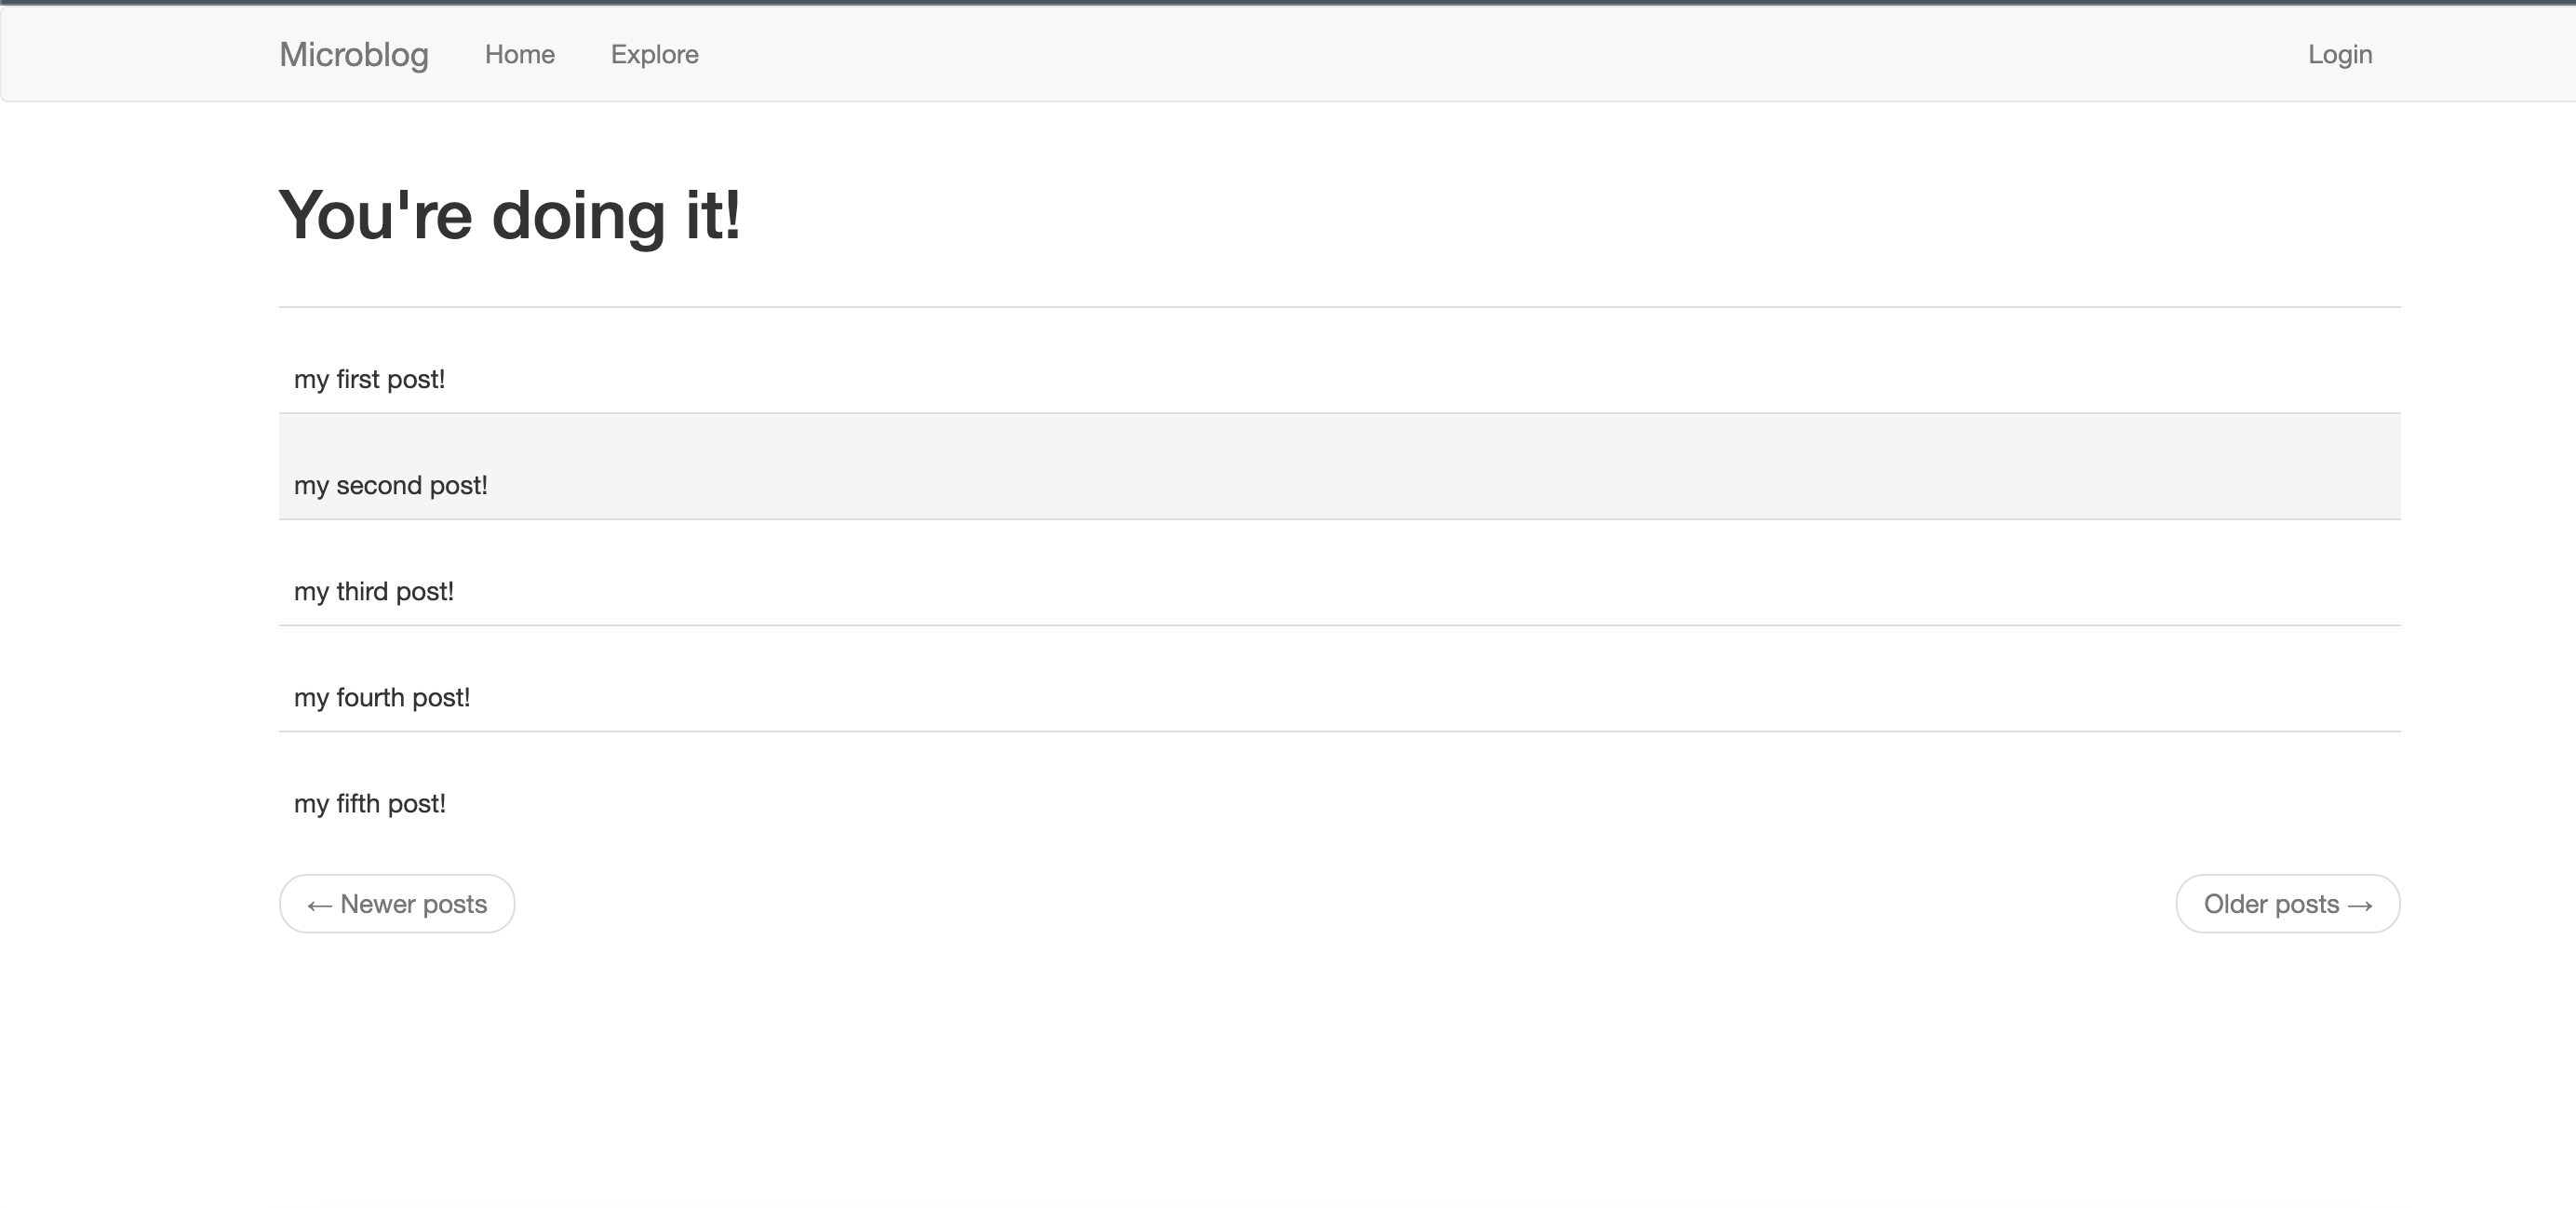 Microblog Home Explore Login
You're doing it!
my first post!
my second post!
my third post!
my fourth post!
my fifth post!
← Newer posts Older posts →